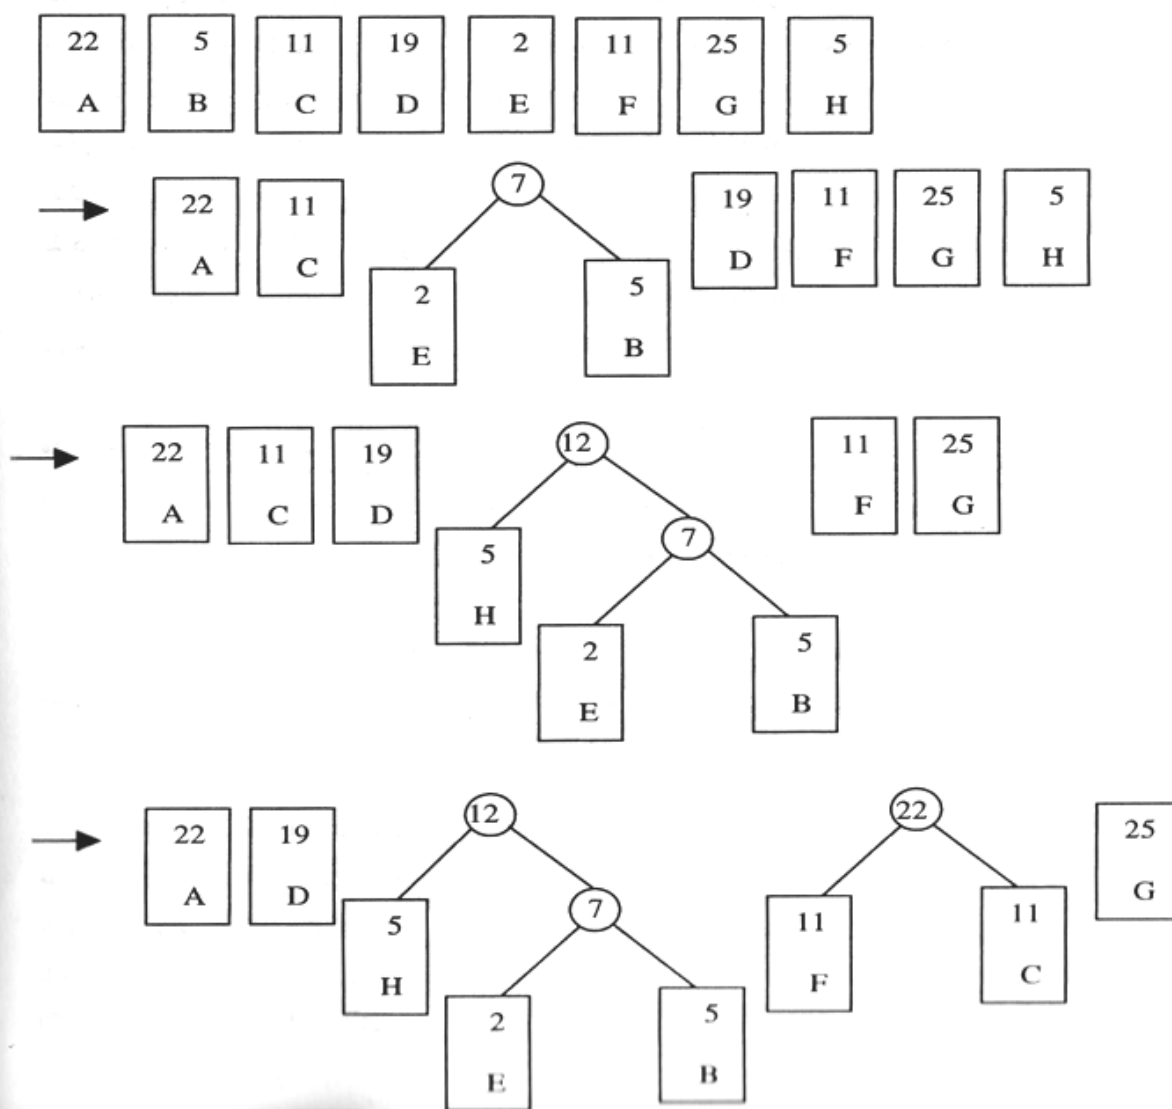 22 5 11 19 2 11 25 5
A B C D E F G H
7
22 11 19 11 25 5
A C D F G H
2 5
E B
12
22 11 19 11 25
A C D F G
7
5
H
2 5
E B
12 22
22 19 25
A D G
7
5 11 11
H F C
2 5
E B